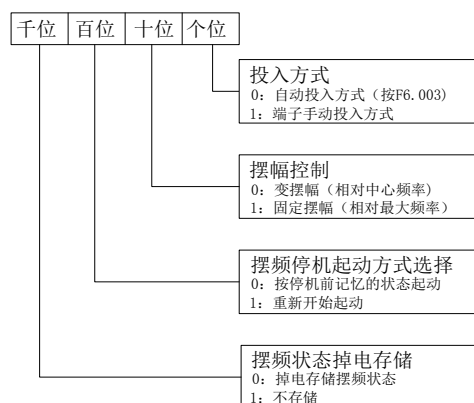 千位 百位 十位 个位
投入方式
0: 自动投入方式（按F6.003)
1: 端子手动投入方式
摆幅控制
0: 变摆幅（相对中心频率)
1: 固定摆幅（相对最大频率）
摆频停机起动方式选择
0: 按停机前记忆的状态起动
1: 重新开始起动
摆频状态掉电存储
0: 掉电存储摆频状态
1: 不存储